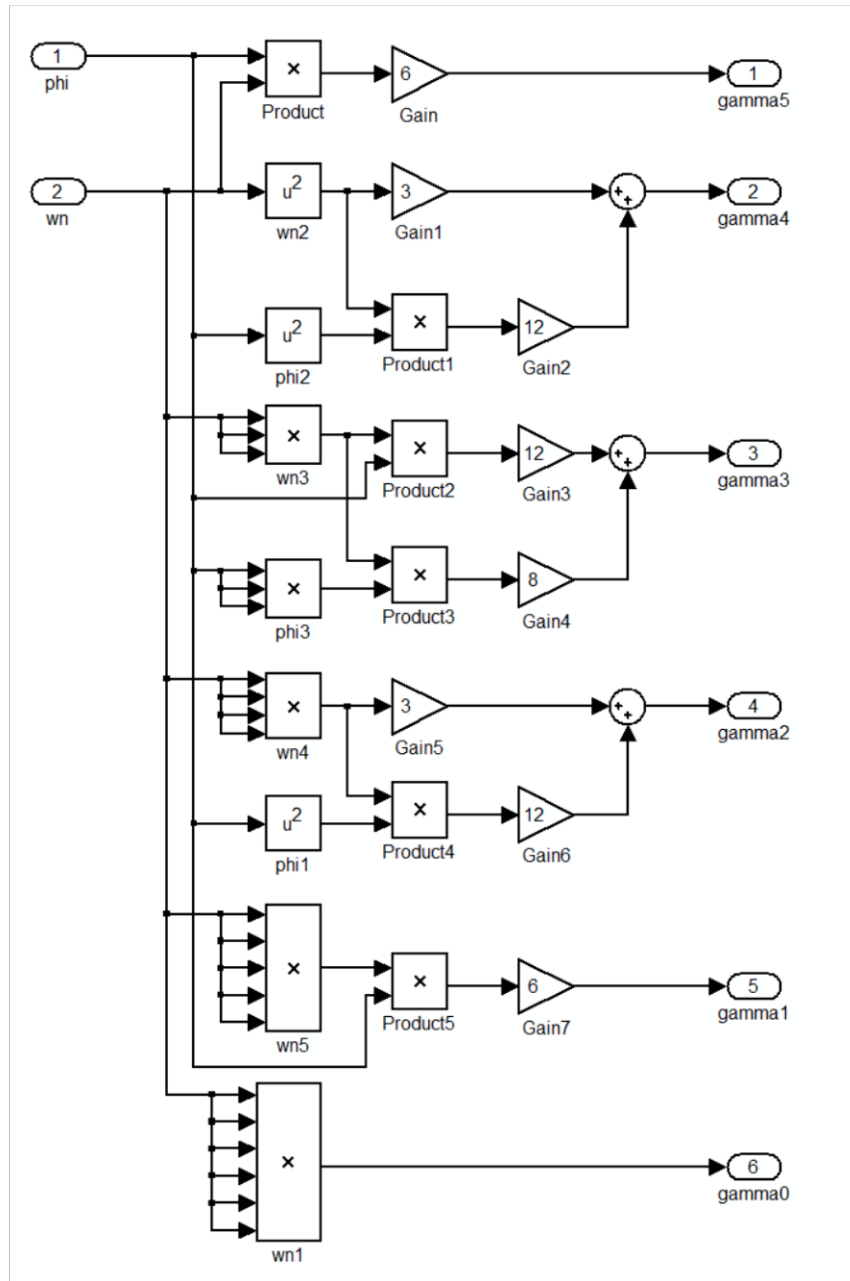 1
phi
×
Product
6
Gain
1
gamma5
2
wn
u²
wn2
3
Gain1
+
+
2
gamma4
u²
phi2
×
Product1
12
Gain2
×
wn3
×
Product2
12
Gain3
+
+
3
gamma3
×
phi3
×
Product3
8
Gain4
×
wn4
3
Gain5
+
+
4
gamma2
u²
phi1
×
Product4
12
Gain6
×
wn5
×
Product5
6
Gain7
5
gamma1
×
wn1
6
gamma0